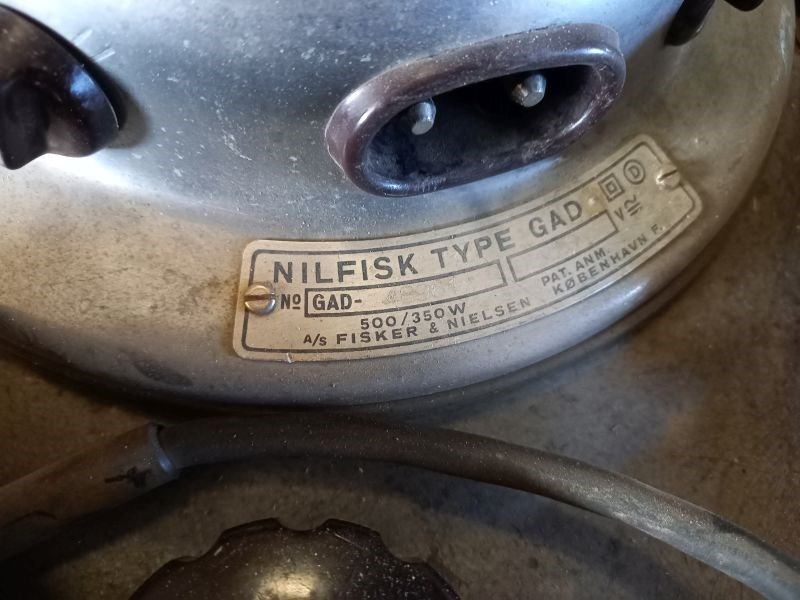 NILFISK TYPE GAD D
Nº GAD- V
500/350W PAT. ANM.
A/S FISKER & NIELSEN KØBENHAVN F.